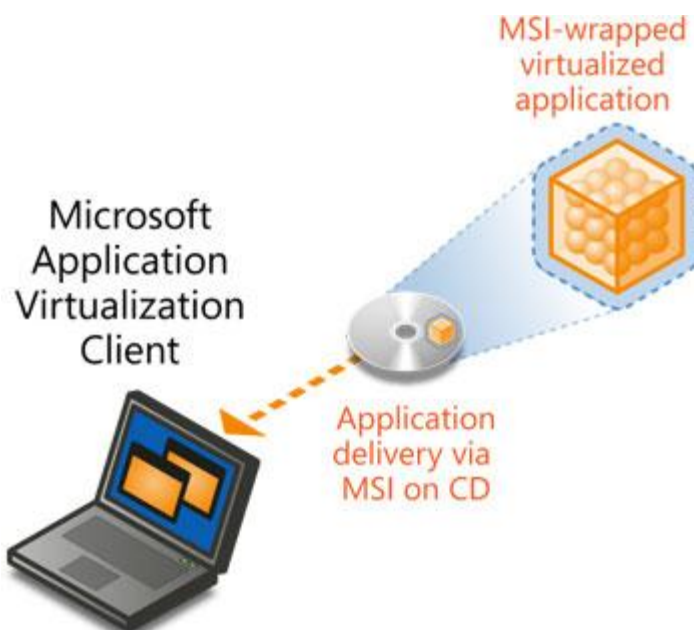 MSI-wrapped
virtualized
application
Microsoft
Application
Virtualization
Client
Application
delivery via
MSI on CD